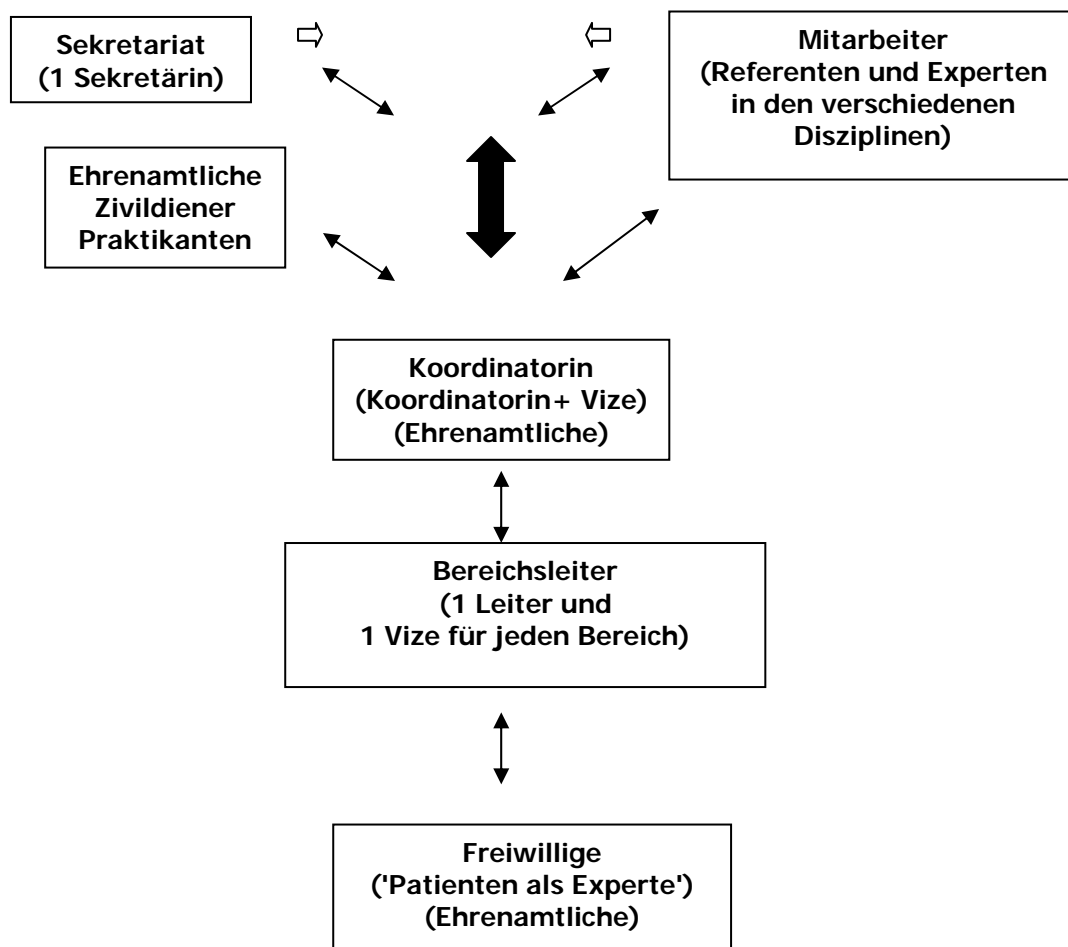 Sekretariat
(1 Sekretärin)
Mitarbeiter
(Referenten und Experten
in den verschiedenen
Disziplinen)
Ehrenamtliche
Zivildiener
Praktikanten
Koordinatorin
(Koordinatorin+ Vize)
(Ehrenamtliche)
Bereichsleiter
(1 Leiter und
1 Vize für jeden Bereich)
Freiwillige
('Patienten als Experte')
(Ehrenamtliche)